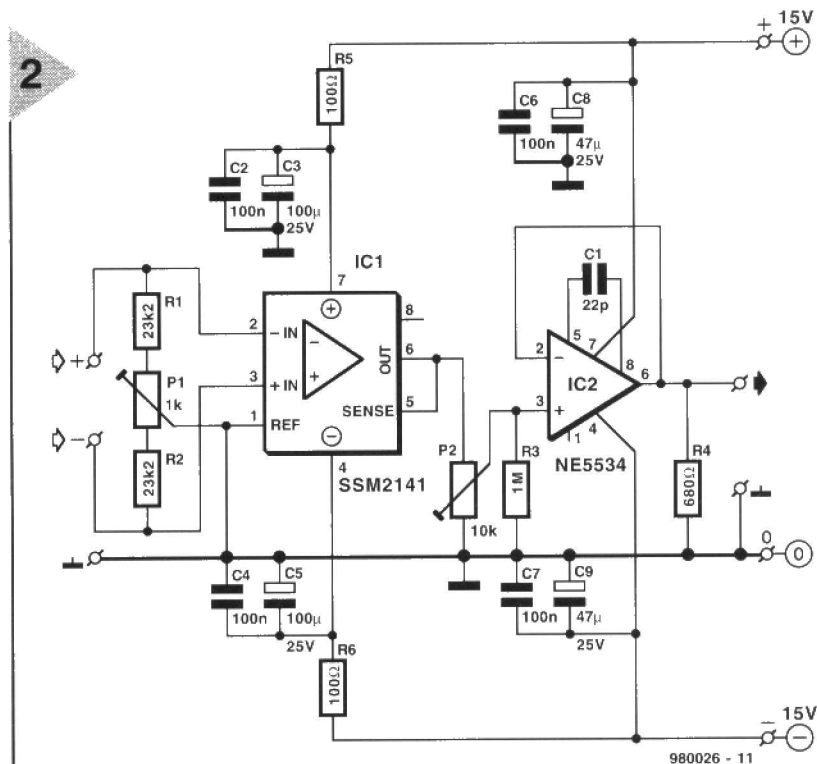 2
+ 15V
+
R5
100Ω
C2
100n
C3
100µ
25V
C6
100n
C8
47µ
25V
IC1
7
+
8
2
- IN
3
+ IN
1
REF
-
+
OUT
6
SENSE
5
-
4
SSM2141
+
-
R1
23k2
P1
1k
R2
23k2
P2
10k
C1
22p
2
-
5
7
8
6
IC2
3
+
1
4
NE5534
R3
1M
R4
680Ω
0
0
C4
100n
C5
100µ
25V
C7
100n
C9
47µ
25V
R6
100Ω
- 15V
-
980026 - 11